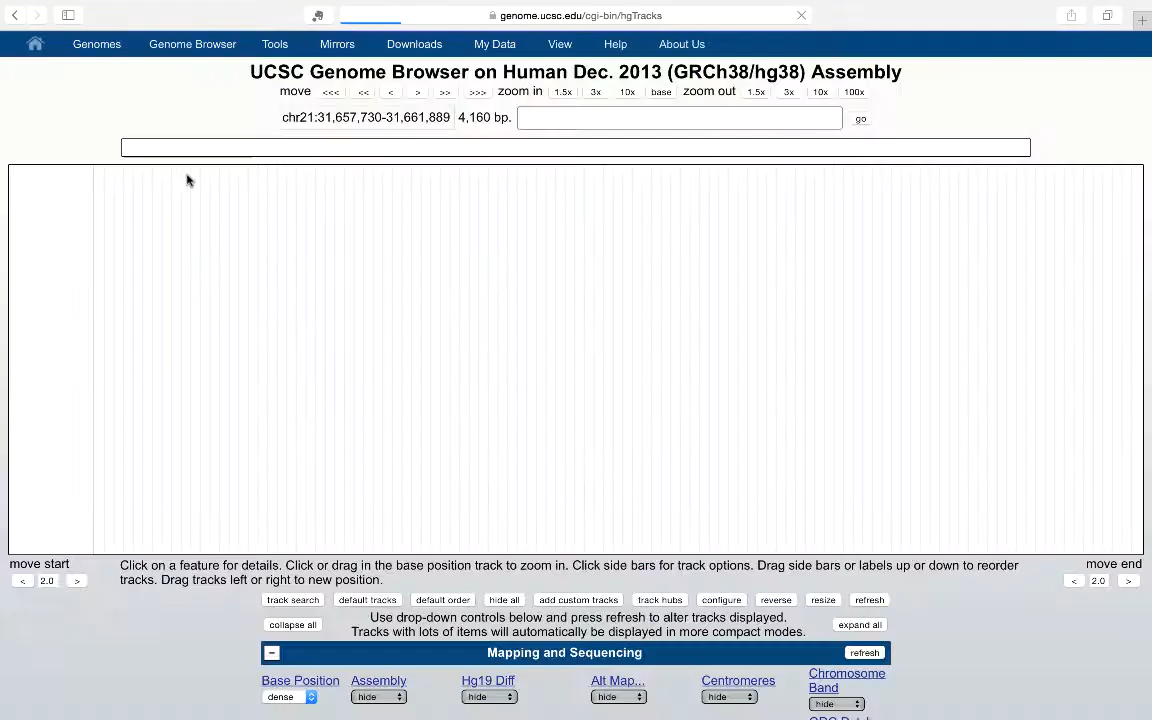 genome.ucsc.edu/cgi-bin/hgTracks
Genomes Genome Browser Tools Mirrors Downloads My Data View Help About Us
UCSC Genome Browser on Human Dec. 2013 (GRCh38/hg38) Assembly
move <<< << < > >> >>> zoom in 1.5x 3x 10x base zoom out 1.5x 3x 10x 100x
chr21:31,657,730-31,661,889 4,160 bp. go
move start Click on a feature for details. Click or drag in the base position track to zoom in. Click side bars for track options. Drag side bars or labels up or down to reorder move end
< 2.0 > tracks. Drag tracks left or right to new position. < 2.0 >
track search default tracks default order hide all add custom tracks track hubs configure reverse resize refresh
collapse all Use drop-down controls below and press refresh to alter tracks displayed. expand all
Tracks with lots of items will automatically be displayed in more compact modes.
- Mapping and Sequencing refresh
Base Position Assembly Hg19 Diff Alt Map... Centromeres Chromosome
Band
dense hide hide hide hide hide